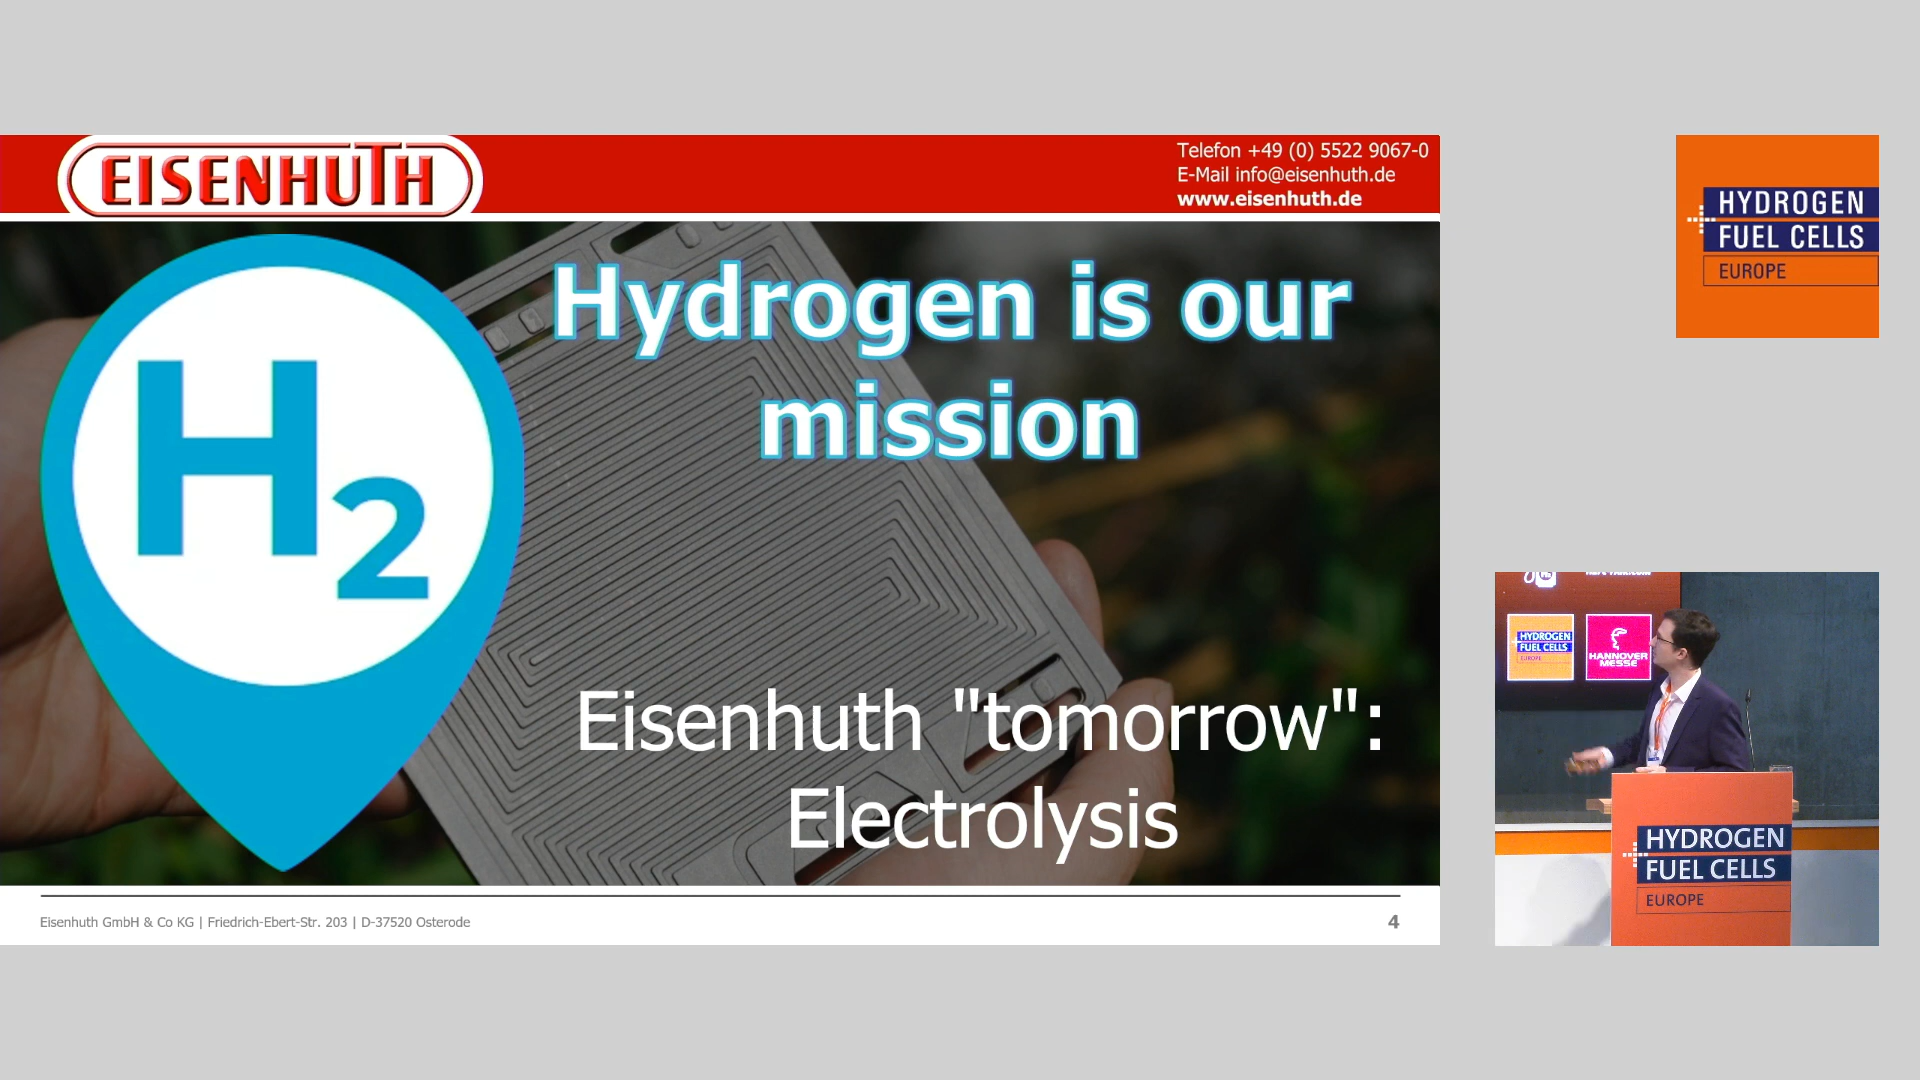 EISENHUTH
Telefon +49 (0) 5522 9067-0
E-Mail info@eisenhuth.de
www.eisenhuth.de
H2
Hydrogen is our
mission
Eisenhuth "tomorrow":
Electrolysis
Eisenhuth GmbH & Co KG | Friedrich-Ebert-Str. 203 | D-37520 Osterode
4
HYDROGEN
FUEL CELLS
EUROPE
HYDROGEN
FUEL CELLS
EUROPE
HANNOVER
MESSE
HYDROGEN
FUEL CELLS
EUROPE